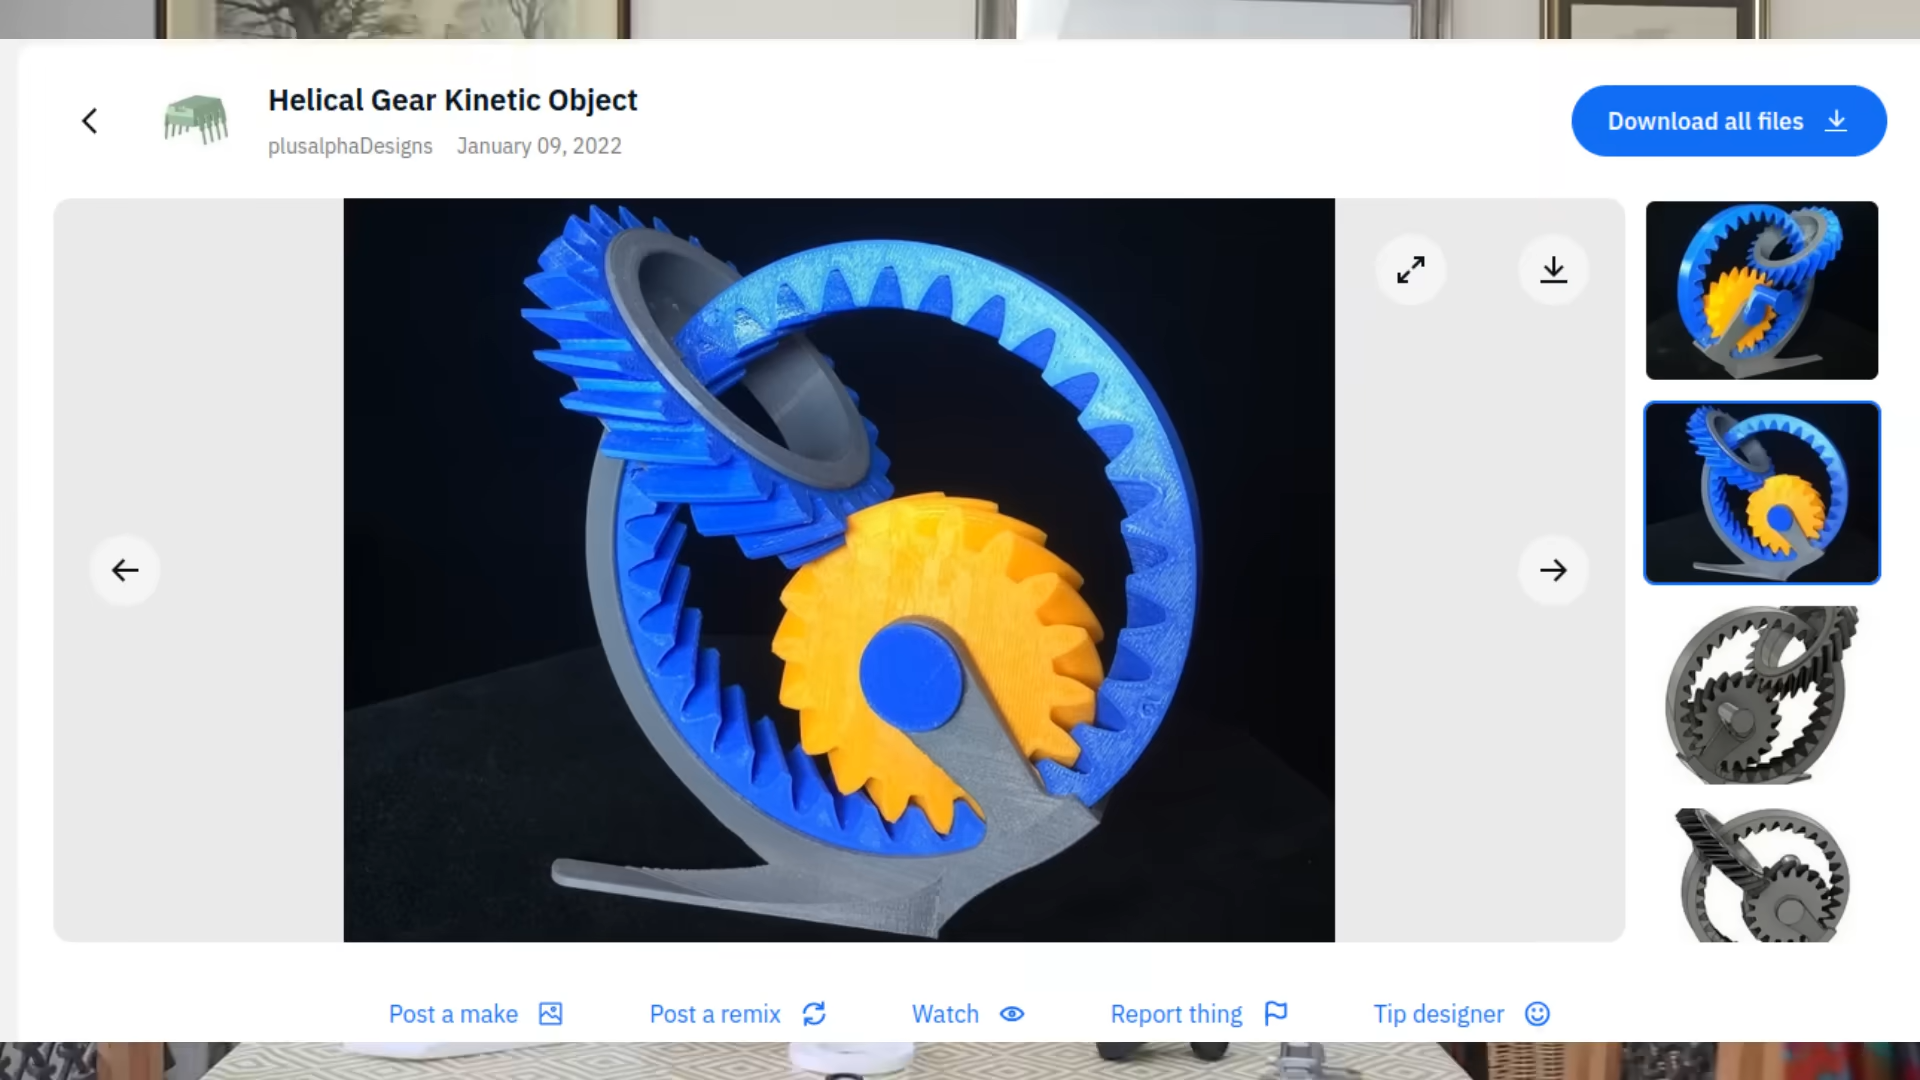 Helical Gear Kinetic Object
plusalphaDesigns January 09, 2022
Download all files
Post a make
Post a remix
Watch
Report thing
Tip designer